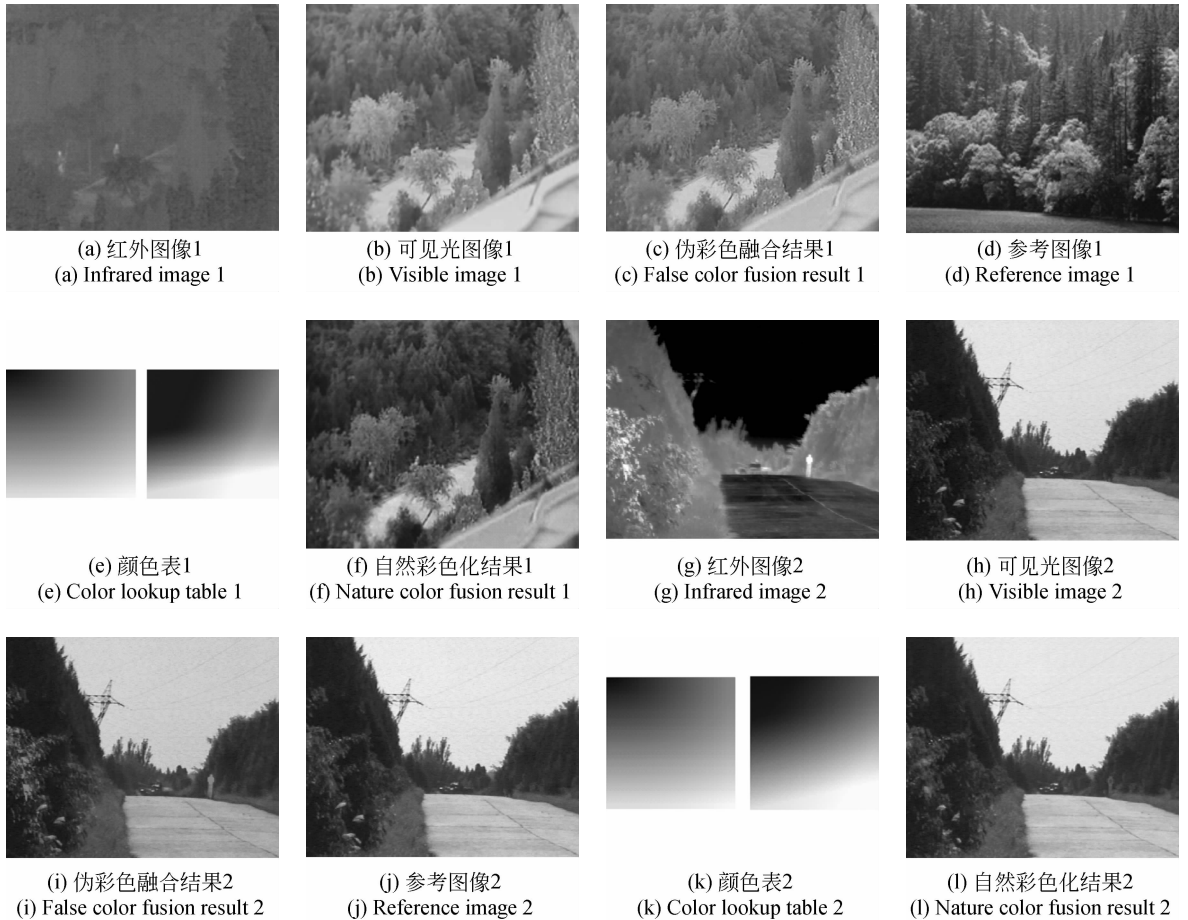 (a) 红外图像1
(a) Infrared image 1
(b) 可见光图像1
(b) Visible image 1
(c) 伪彩色融合结果1
(c) False color fusion result 1
(d) 参考图像1
(d) Reference image 1
(e) 颜色表1
(e) Color lookup table 1
(f) 自然彩色化结果1
(f) Nature color fusion result 1
(g) 红外图像2
(g) Infrared image 2
(h) 可见光图像2
(h) Visible image 2
(i) 伪彩色融合结果2
(i) False color fusion result 2
(j) 参考图像2
(j) Reference image 2
(k) 颜色表2
(k) Color lookup table 2
(l) 自然彩色化结果2
(l) Nature color fusion result 2